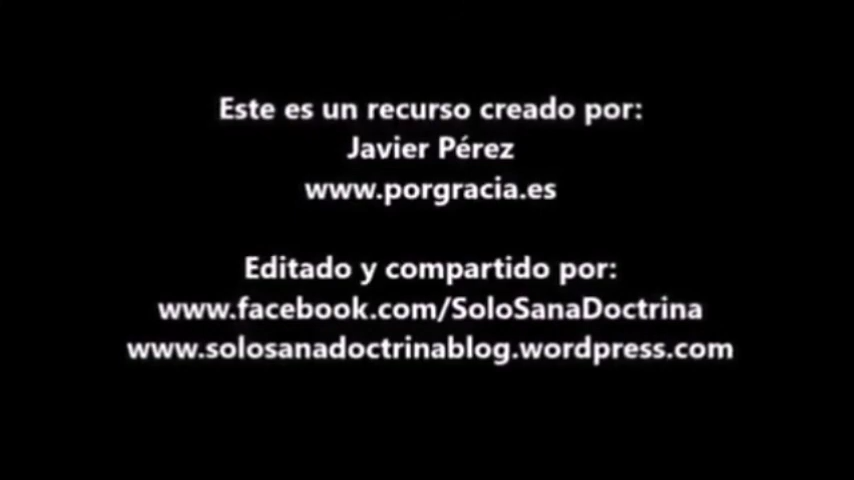 Este es un recurso creado por:
Javier Pérez
www.porgracia.es
Editado y compartido por:
www.facebook.com/SoloSanaDoctrina
www.solosanadoctrinablog.wordpress.com